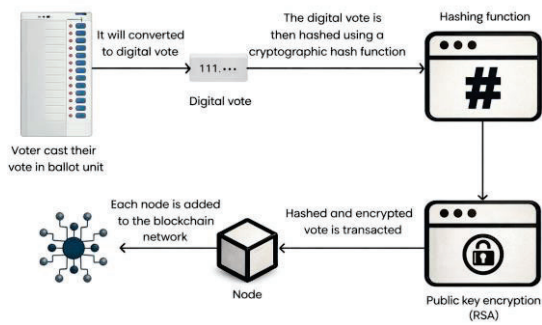 It will converted
to digital vote
The digital vote is
then hashed using a
cryptographic hash function
Hashing function
111. ...
Digital vote
#
Voter cast their
vote in ballot unit
Each node is added
to the blockchain
network
Hashed and encrypted
vote is transacted
Node
Public key encryption
(RSA)